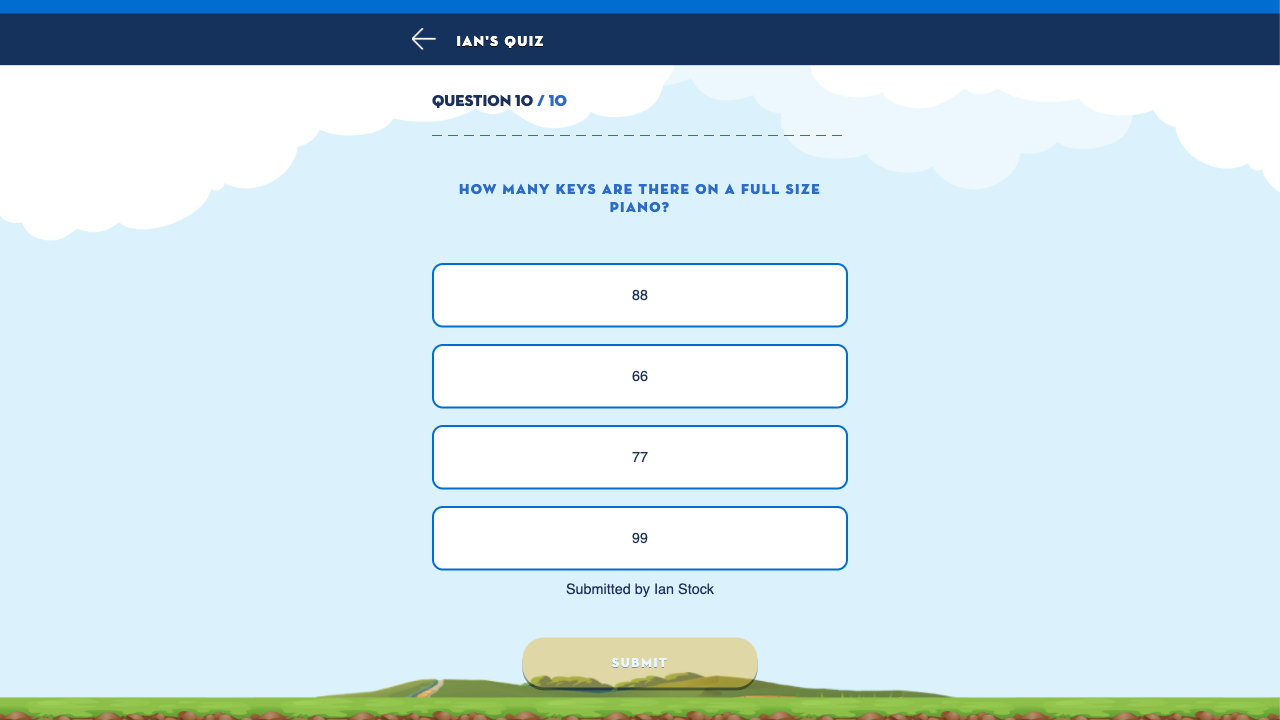 IAN'S QUIZ
QUESTION 10 / 10
HOW MANY KEYS ARE THERE ON A FULL SIZE
PIANO?
88
66
77
99
Submitted by Ian Stock
SUBMIT